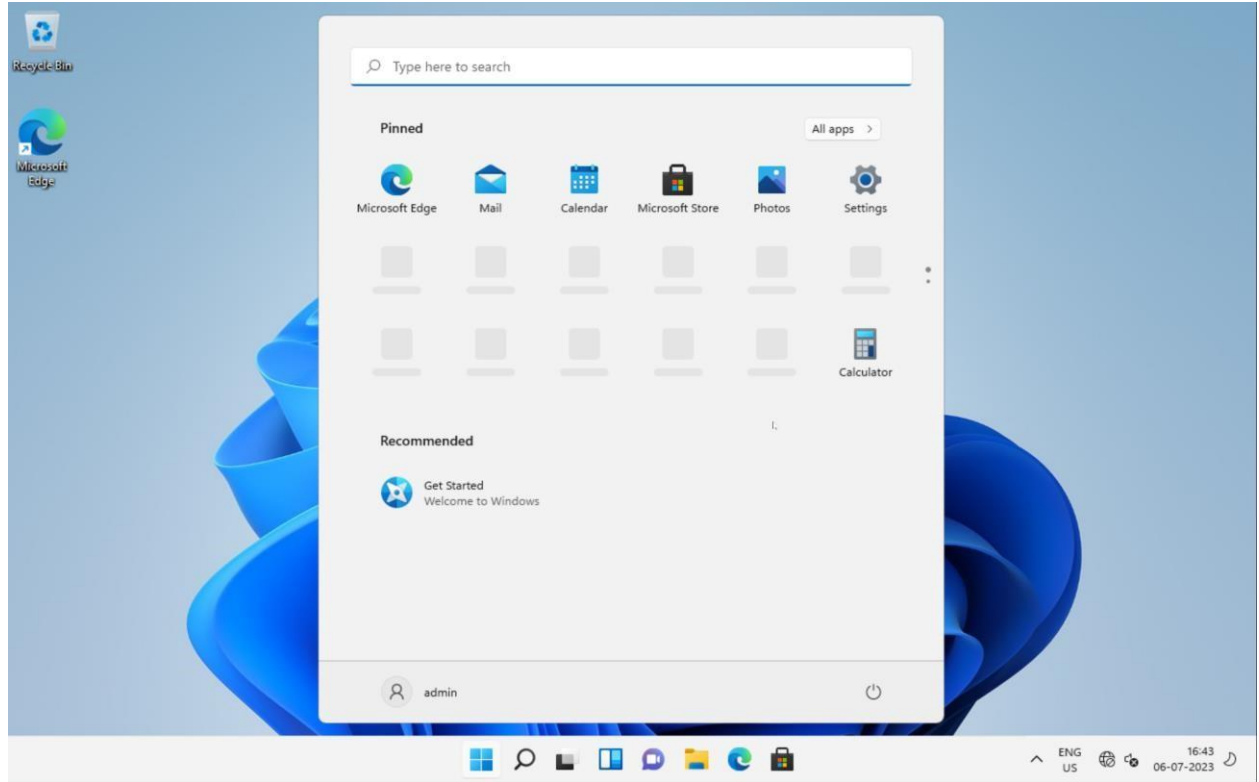 Recycle Bin
Microsoft
Edge
Type here to search
Pinned
All apps
Microsoft Edge
Mail
Calendar
Microsoft Store
Photos
Settings
Calculator
Recommended
Get Started
Welcome to Windows
admin
ENG
US
16:43
06-07-2023